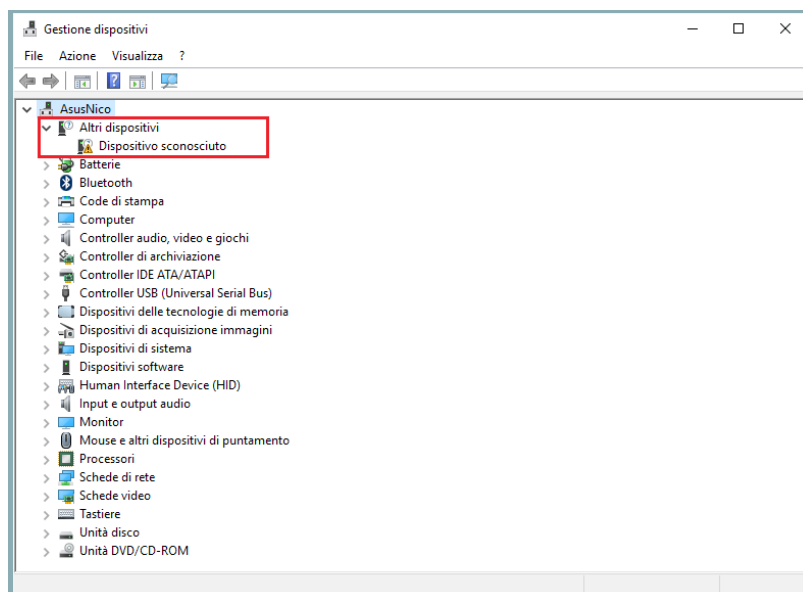 Gestione dispositivi
File Azione Visualizza ?
AsusNico
Altri dispositivi
Dispositivo sconosciuto
Batterie
Bluetooth
Code di stampa
Computer
Controller audio, video e giochi
Controller di archiviazione
Controller IDE ATA/ATAPI
Controller USB (Universal Serial Bus)
Dispositivi delle tecnologie di memoria
Dispositivi di acquisizione immagini
Dispositivi di sistema
Dispositivi software
Human Interface Device (HID)
Input e output audio
Monitor
Mouse e altri dispositivi di puntamento
Processori
Schede di rete
Schede video
Tastiere
Unità disco
Unità DVD/CD-ROM